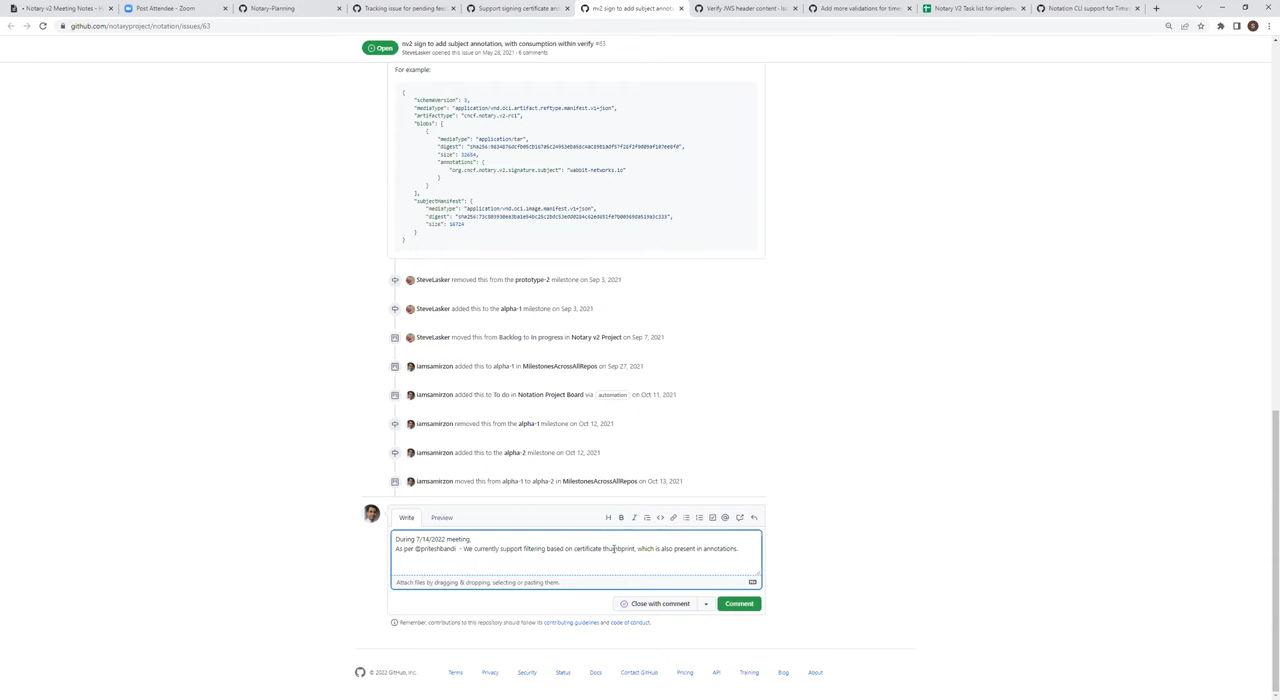 • Notary v2 Meeting Notes - H
Post Attendee - Zoom
Notary-Planning
Tracking issue for pending feat
Support signing certificate and
nv2 sign to add subject annotat
Verify JWS header content · Iss
Add more validations for times
Notary V2 Task list for impleme
Notation CLI support for Times
github.com/notaryproject/notation/issues/63
Open
nv2 sign to add subject annotation, with consumption within verify #63
SteveLasker opened this issue on May 28, 2021 · 6 comments
For example:
{
"schemaVersion": 3,
"mediaType": "application/vnd.oci.artifact.reftype.manifest.v1+json",
"artifactType": "cncf.notary.v2-rc1",
"blobs": [
{
"mediaType": "application/tar",
"size": 32654,
"annotations": {
"org.cncf.notary.v2.signature.subject": "wabbit-networks.io"
}
}
],
"subjectManifest": {
"mediaType": "application/vnd.oci.image.manifest.v1+json",
"size": 16724
}
}
SteveLasker removed this from the prototype-2 milestone on Sep 3, 2021
SteveLasker added this to the alpha-1 milestone on Sep 3, 2021
SteveLasker moved this from Backlog to In progress in Notary v2 Project on Sep 7, 2021
iamsamirzon added this to alpha-1 in MilestonesAcrossAllRepos on Sep 27, 2021
iamsamirzon added this to To do in Notation Project Board via automation on Oct 11, 2021
iamsamirzon removed this from the alpha-1 milestone on Oct 12, 2021
iamsamirzon added this to the alpha-2 milestone on Oct 12, 2021
iamsamirzon moved this from alpha-1 to alpha-2 in MilestonesAcrossAllRepos on Oct 13, 2021
Write Preview
During 7/14/2022 meeting,
As per @priteshbandi - We currently support filtering based on certificate thumbprint, which is also present in annotations.
Attach files by dragging & dropping, selecting or pasting them.
Close with comment
Comment
Remember, contributions to this repository should follow its contributing guidelines and code of conduct.
© 2022 GitHub, Inc. Terms Privacy Security Status Docs Contact GitHub Pricing API Training Blog About